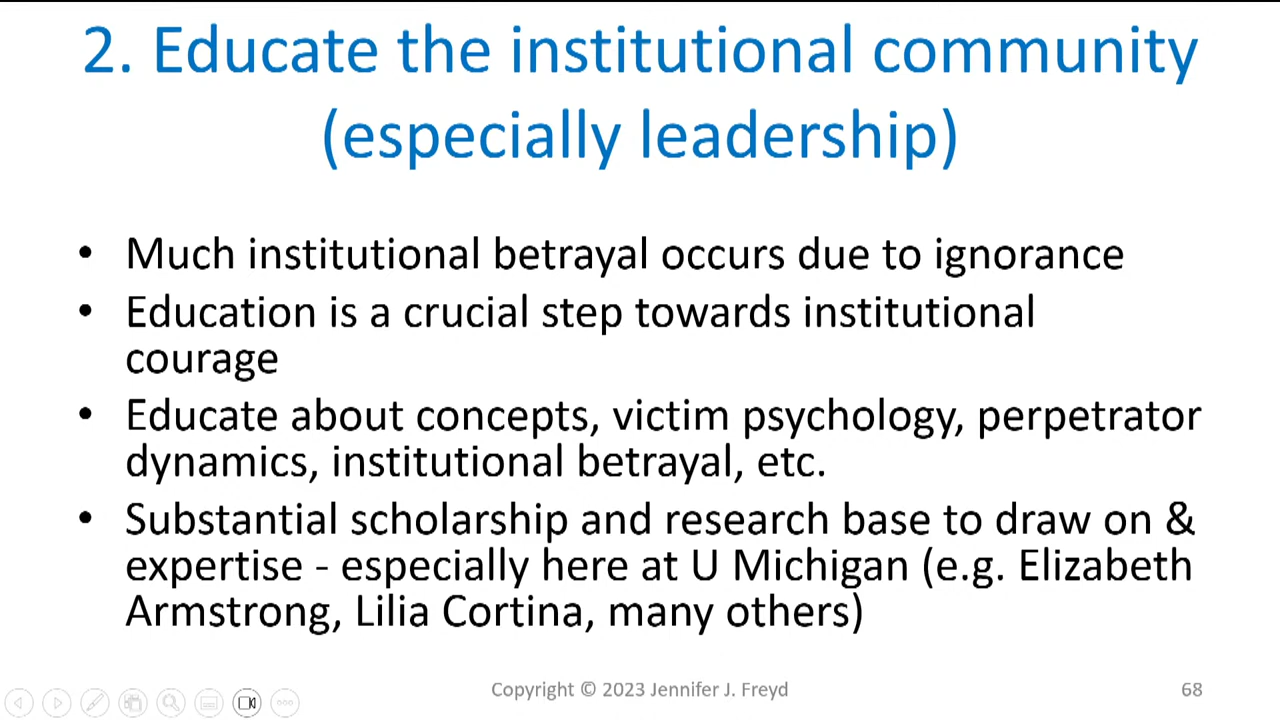 2. Educate the institutional community
(especially leadership)
• Much institutional betrayal occurs due to ignorance
• Education is a crucial step towards institutional
courage
• Educate about concepts, victim psychology, perpetrator
dynamics, institutional betrayal, etc.
• Substantial scholarship and research base to draw on &
expertise - especially here at U Michigan (e.g. Elizabeth
Armstrong, Lilia Cortina, many others)
Copyright © 2023 Jennifer J. Freyd
68